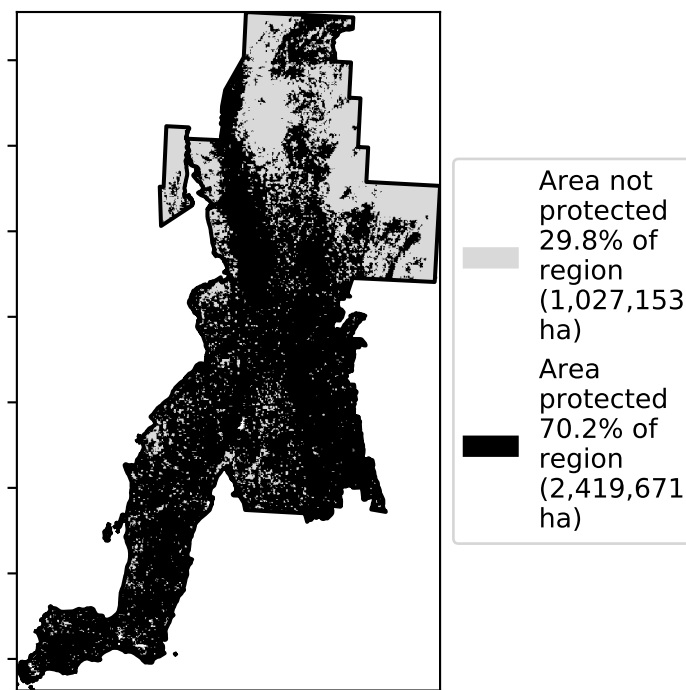 Area not
protected
29.8% of
region
(1,027,153
ha)
Area
protected
70.2% of
region
(2,419,671
ha)